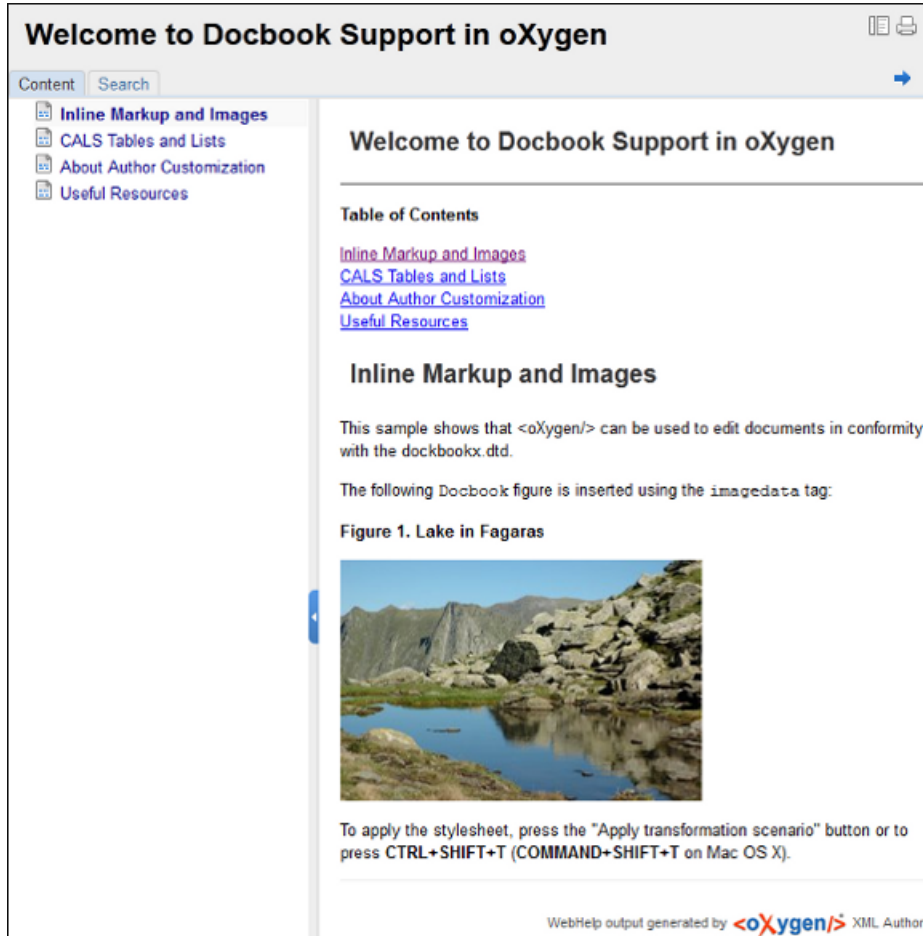 Welcome to Docbook Support in oXygen
Content Search
Inline Markup and Images
CALS Tables and Lists
About Author Customization
Useful Resources
Welcome to Docbook Support in oXygen
Table of Contents
Inline Markup and Images
CALS Tables and Lists
About Author Customization
Useful Resources
Inline Markup and Images
This sample shows that <oXygen/> can be used to edit documents in conformity
with the dockbookx.dtd.
The following Docbook figure is inserted using the imagedata tag:
Figure 1. Lake in Fagaras
To apply the stylesheet, press the "Apply transformation scenario" button or to
press CTRL+SHIFT+T (COMMAND+SHIFT+T on Mac OS X).
WebHelp output generated by <oXygen/> XML Author